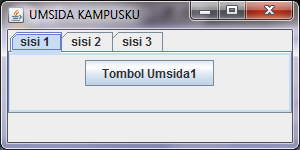 UMSIDA KAMPUSKU
sisi 1 sisi 2 sisi 3
Tombol Umsida1